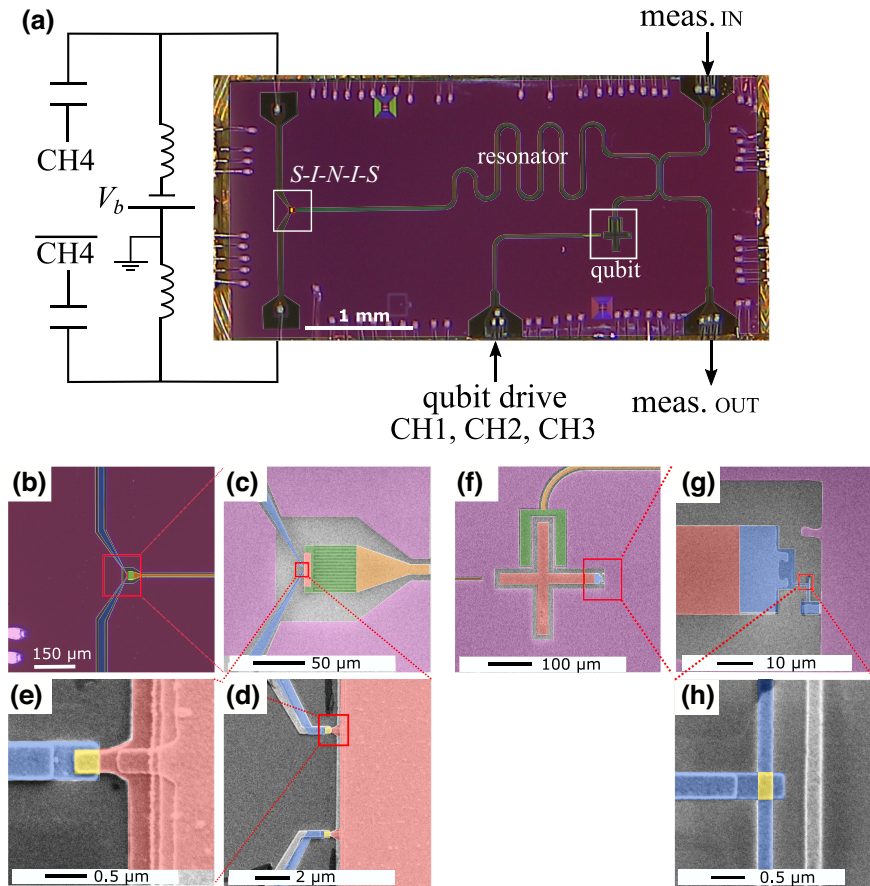 (a)
meas. IN
CH4
V_b
CH4
S-I-N-I-S
resonator
qubit
1 mm
qubit drive
CH1, CH2, CH3
meas. OUT
(b)
150 μm
(c)
50 μm
(f)
100 μm
(g)
10 μm
(e)
0.5 μm
(d)
2 μm
(h)
0.5 μm